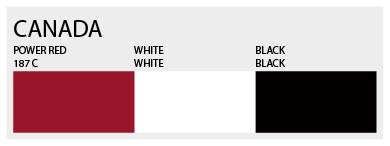 CANADA
POWER RED WHITE BLACK
187 C WHITE BLACK